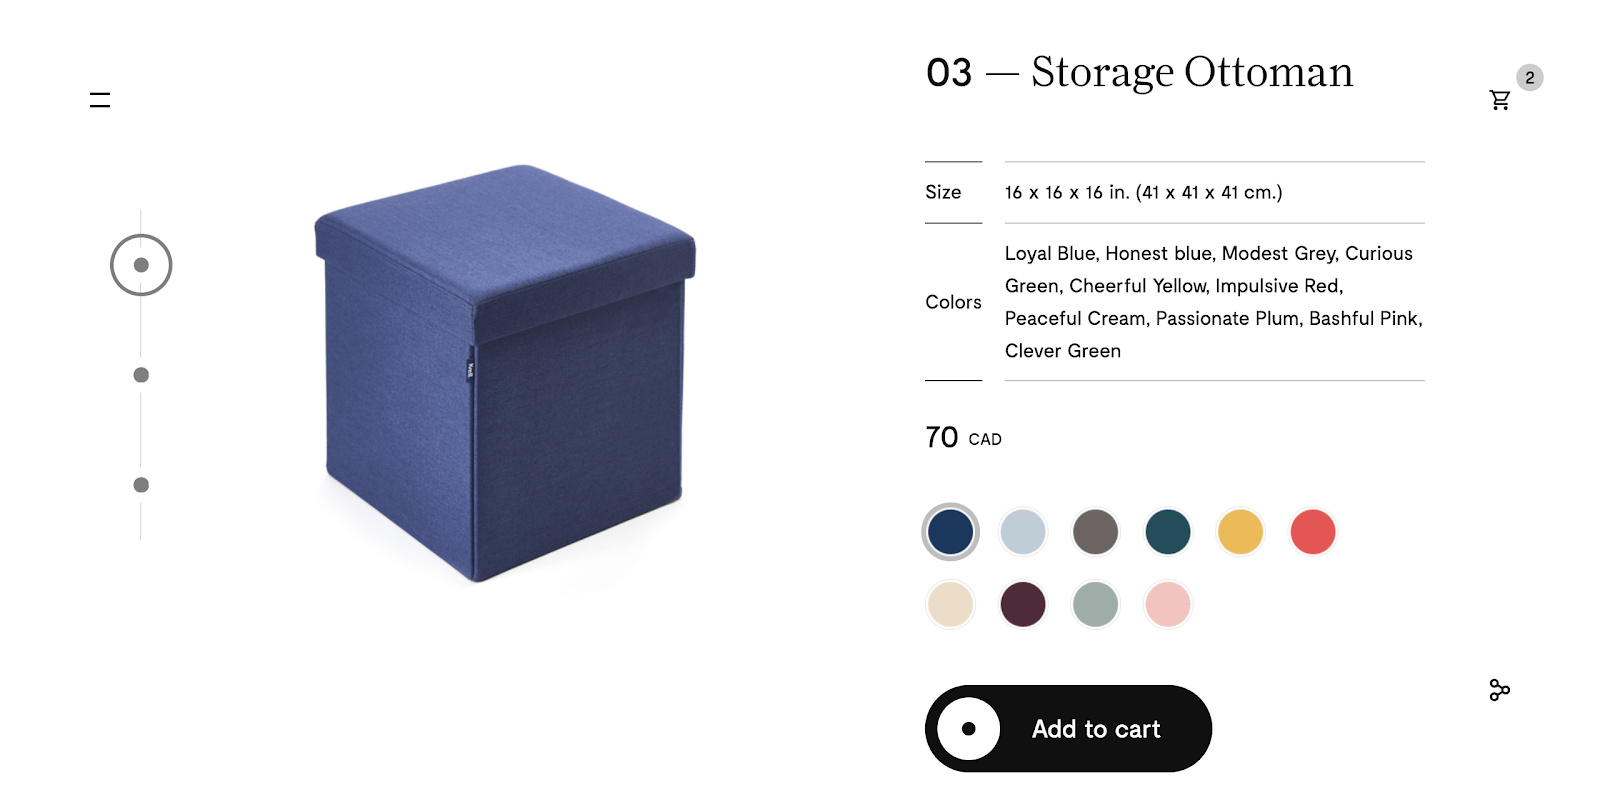 03 — Storage Ottoman
2
Size
16 x 16 x 16 in. (41 x 41 x 41 cm.)
Colors
Loyal Blue, Honest blue, Modest Grey, Curious
Green, Cheerful Yellow, Impulsive Red,
Peaceful Cream, Passionate Plum, Bashful Pink,
Clever Green
70 CAD
Add to cart